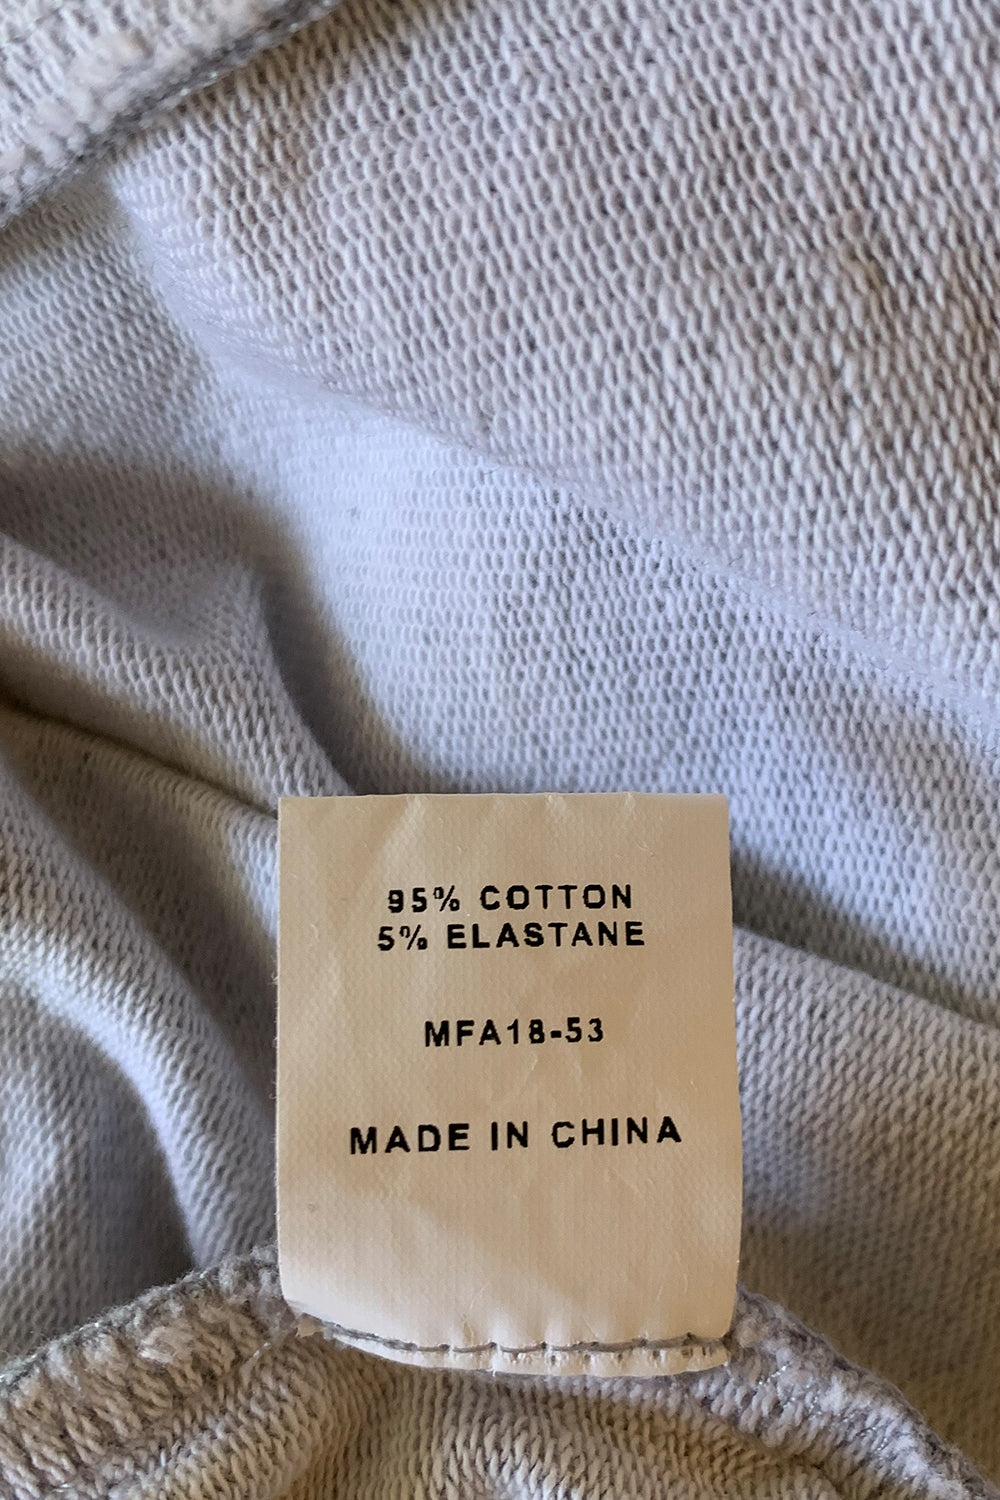 95% COTTON
5% ELASTANE
MFA18-53
MADE IN CHINA